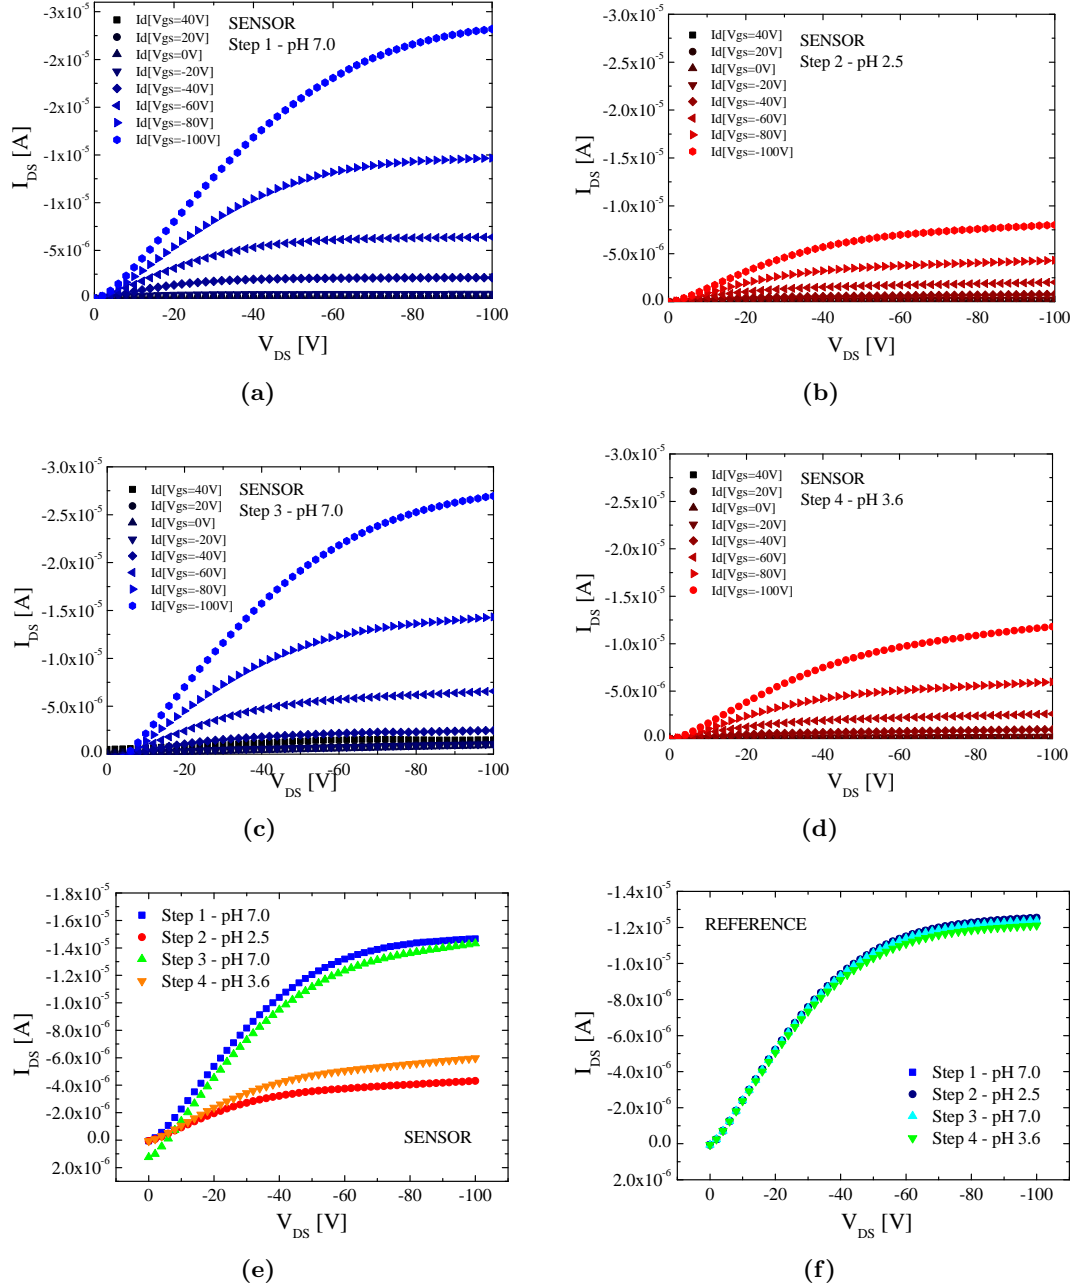 -3x10⁻⁵
-2x10⁻⁵
-2x10⁻⁵
-1x10⁻⁵
-1x10⁻⁵
-5x10⁻⁶
0
I_DS [A]
Id[Vgs=40V]
Id[Vgs=20V]
Id[Vgs=0V]
Id[Vgs=-20V]
Id[Vgs=-40V]
Id[Vgs=-60V]
Id[Vgs=-80V]
Id[Vgs=-100V]
SENSOR
Step 1 - pH 7.0
0 -20 -40 -60 -80 -100
V_DS [V]
(a)
-3.0x10⁻⁵
-2.5x10⁻⁵
-2.0x10⁻⁵
-1.5x10⁻⁵
-1.0x10⁻⁵
-5.0x10⁻⁶
0.0
I_DS [A]
Id[Vgs=40V]
Id[Vgs=20V]
Id[Vgs=0V]
Id[Vgs=-20V]
Id[Vgs=-40V]
Id[Vgs=-60V]
Id[Vgs=-80V]
Id[Vgs=-100V]
SENSOR
Step 2 - pH 2.5
0 -20 -40 -60 -80 -100
V_DS [V]
(b)
-3.0x10⁻⁵
-2.5x10⁻⁵
-2.0x10⁻⁵
-1.5x10⁻⁵
-1.0x10⁻⁵
-5.0x10⁻⁶
0.0
I_DS [A]
Id[Vgs=40V]
Id[Vgs=20V]
Id[Vgs=0V]
Id[Vgs=-20V]
Id[Vgs=-40V]
Id[Vgs=-60V]
Id[Vgs=-80V]
Id[Vgs=-100V]
SENSOR
Step 3 - pH 7.0
0 -20 -40 -60 -80 -100
V_DS [V]
(c)
-3.0x10⁻⁵
-2.5x10⁻⁵
-2.0x10⁻⁵
-1.5x10⁻⁵
-1.0x10⁻⁵
-5.0x10⁻⁶
0.0
I_DS [A]
Id[Vgs=40V]
Id[Vgs=20V]
Id[Vgs=0V]
Id[Vgs=-20V]
Id[Vgs=-40V]
Id[Vgs=-60V]
Id[Vgs=-80V]
Id[Vgs=-100V]
SENSOR
Step 4 - pH 3.6
0 -20 -40 -60 -80 -100
V_DS [V]
(d)
-1.8x10⁻⁵
-1.6x10⁻⁵
-1.4x10⁻⁵
-1.2x10⁻⁵
-1.0x10⁻⁵
-8.0x10⁻⁶
-6.0x10⁻⁶
-4.0x10⁻⁶
-2.0x10⁻⁶
0.0
2.0x10⁻⁶
I_DS [A]
Step 1 - pH 7.0
Step 2 - pH 2.5
Step 3 - pH 7.0
Step 4 - pH 3.6
SENSOR
0 -20 -40 -60 -80 -100
V_DS [V]
(e)
-1.4x10⁻⁵
-1.2x10⁻⁵
-1.0x10⁻⁵
-8.0x10⁻⁶
-6.0x10⁻⁶
-4.0x10⁻⁶
-2.0x10⁻⁶
0.0
2.0x10⁻⁶
I_DS [A]
REFERENCE
Step 1 - pH 7.0
Step 2 - pH 2.5
Step 3 - pH 7.0
Step 4 - pH 3.6
0 -20 -40 -60 -80 -100
V_DS [V]
(f)